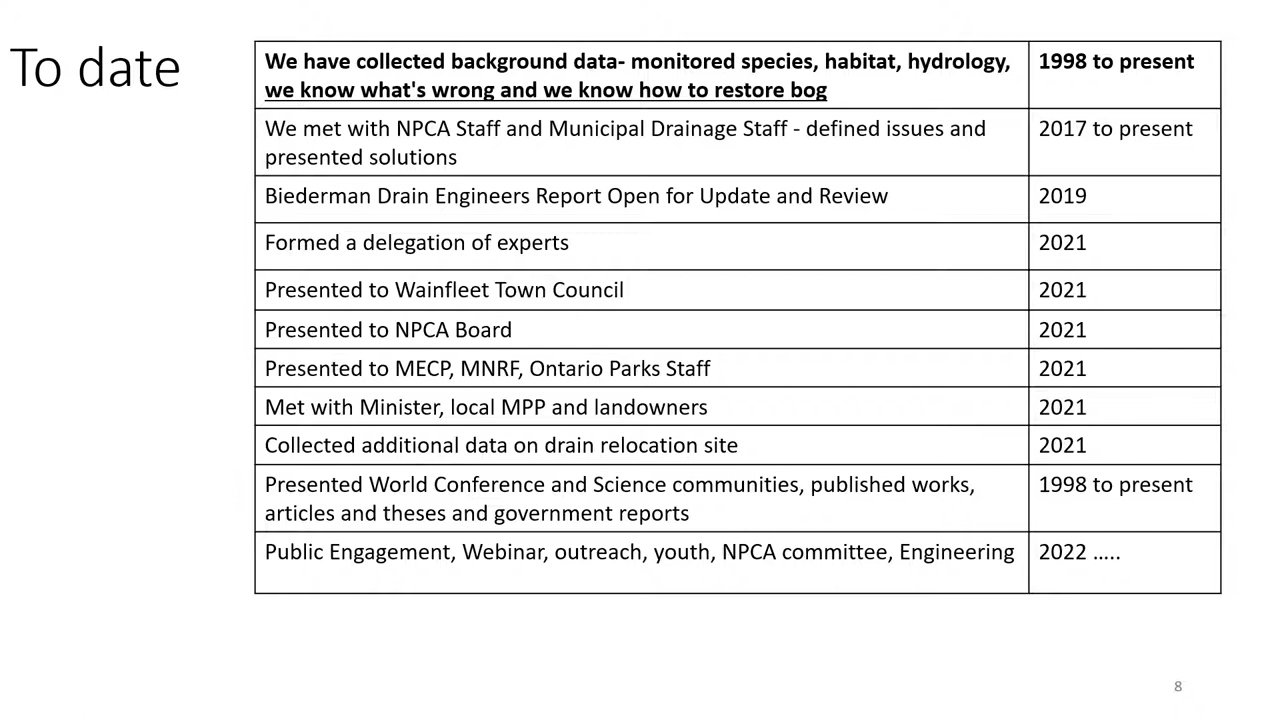 To date
We have collected background data- monitored species, habitat, hydrology,
we know what's wrong and we know how to restore bog
1998 to present
We met with NPCA Staff and Municipal Drainage Staff - defined issues and
presented solutions
2017 to present
Biederman Drain Engineers Report Open for Update and Review
2019
Formed a delegation of experts
2021
Presented to Wainfleet Town Council
2021
Presented to NPCA Board
2021
Presented to MECP, MNRF, Ontario Parks Staff
2021
Met with Minister, local MPP and landowners
2021
Collected additional data on drain relocation site
2021
Presented World Conference and Science communities, published works,
articles and theses and government reports
1998 to present
Public Engagement, Webinar, outreach, youth, NPCA committee, Engineering
2022 …..
8